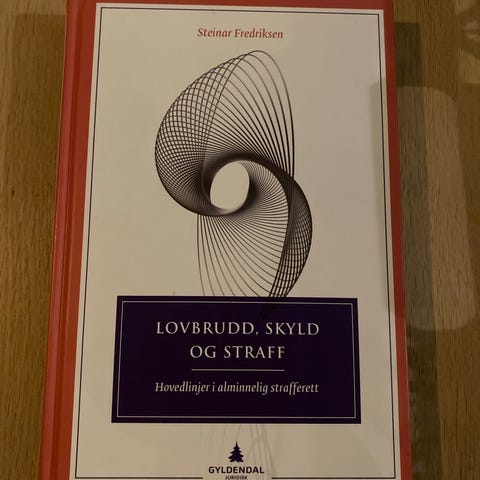 Steinar Fredriksen
LOVBRUDD, SKYLD
OG STRAFF
Hovedlinjer i alminnelig strafferett
GYLDENDAL
JURIDISK